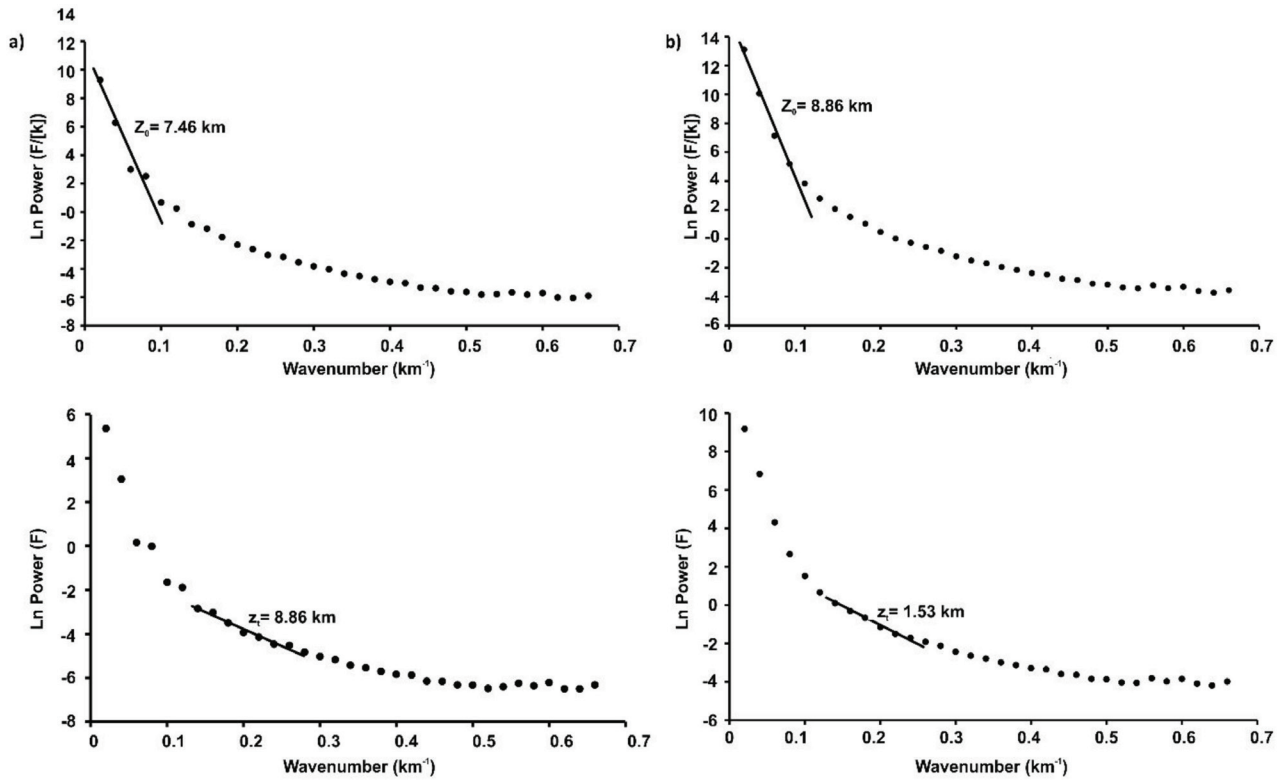 14
a)
12
10
8
6
4
2
-0
-2
-4
-6
-8
Ln Power (F/[k])
Z₀= 7.46 km
0 0.1 0.2 0.3 0.4 0.5 0.6 0.7
Wavenumber (km⁻¹)
b)
14
12
10
8
6
4
2
-0
-2
-4
-6
Ln Power (F/[k])
Z₀= 8.86 km
0 0.1 0.2 0.3 0.4 0.5 0.6 0.7
Wavenumber (km⁻¹)
6
4
2
0
-2
-4
-6
-8
Ln Power (F)
zₜ= 8.86 km
0 0.1 0.2 0.3 0.4 0.5 0.6 0.7
Wavenumber (km⁻¹)
10
8
6
4
2
0
-2
-4
-6
Ln Power (F)
zₜ= 1.53 km
0 0.1 0.2 0.3 0.4 0.5 0.6 0.7
Wavenumber (km⁻¹)